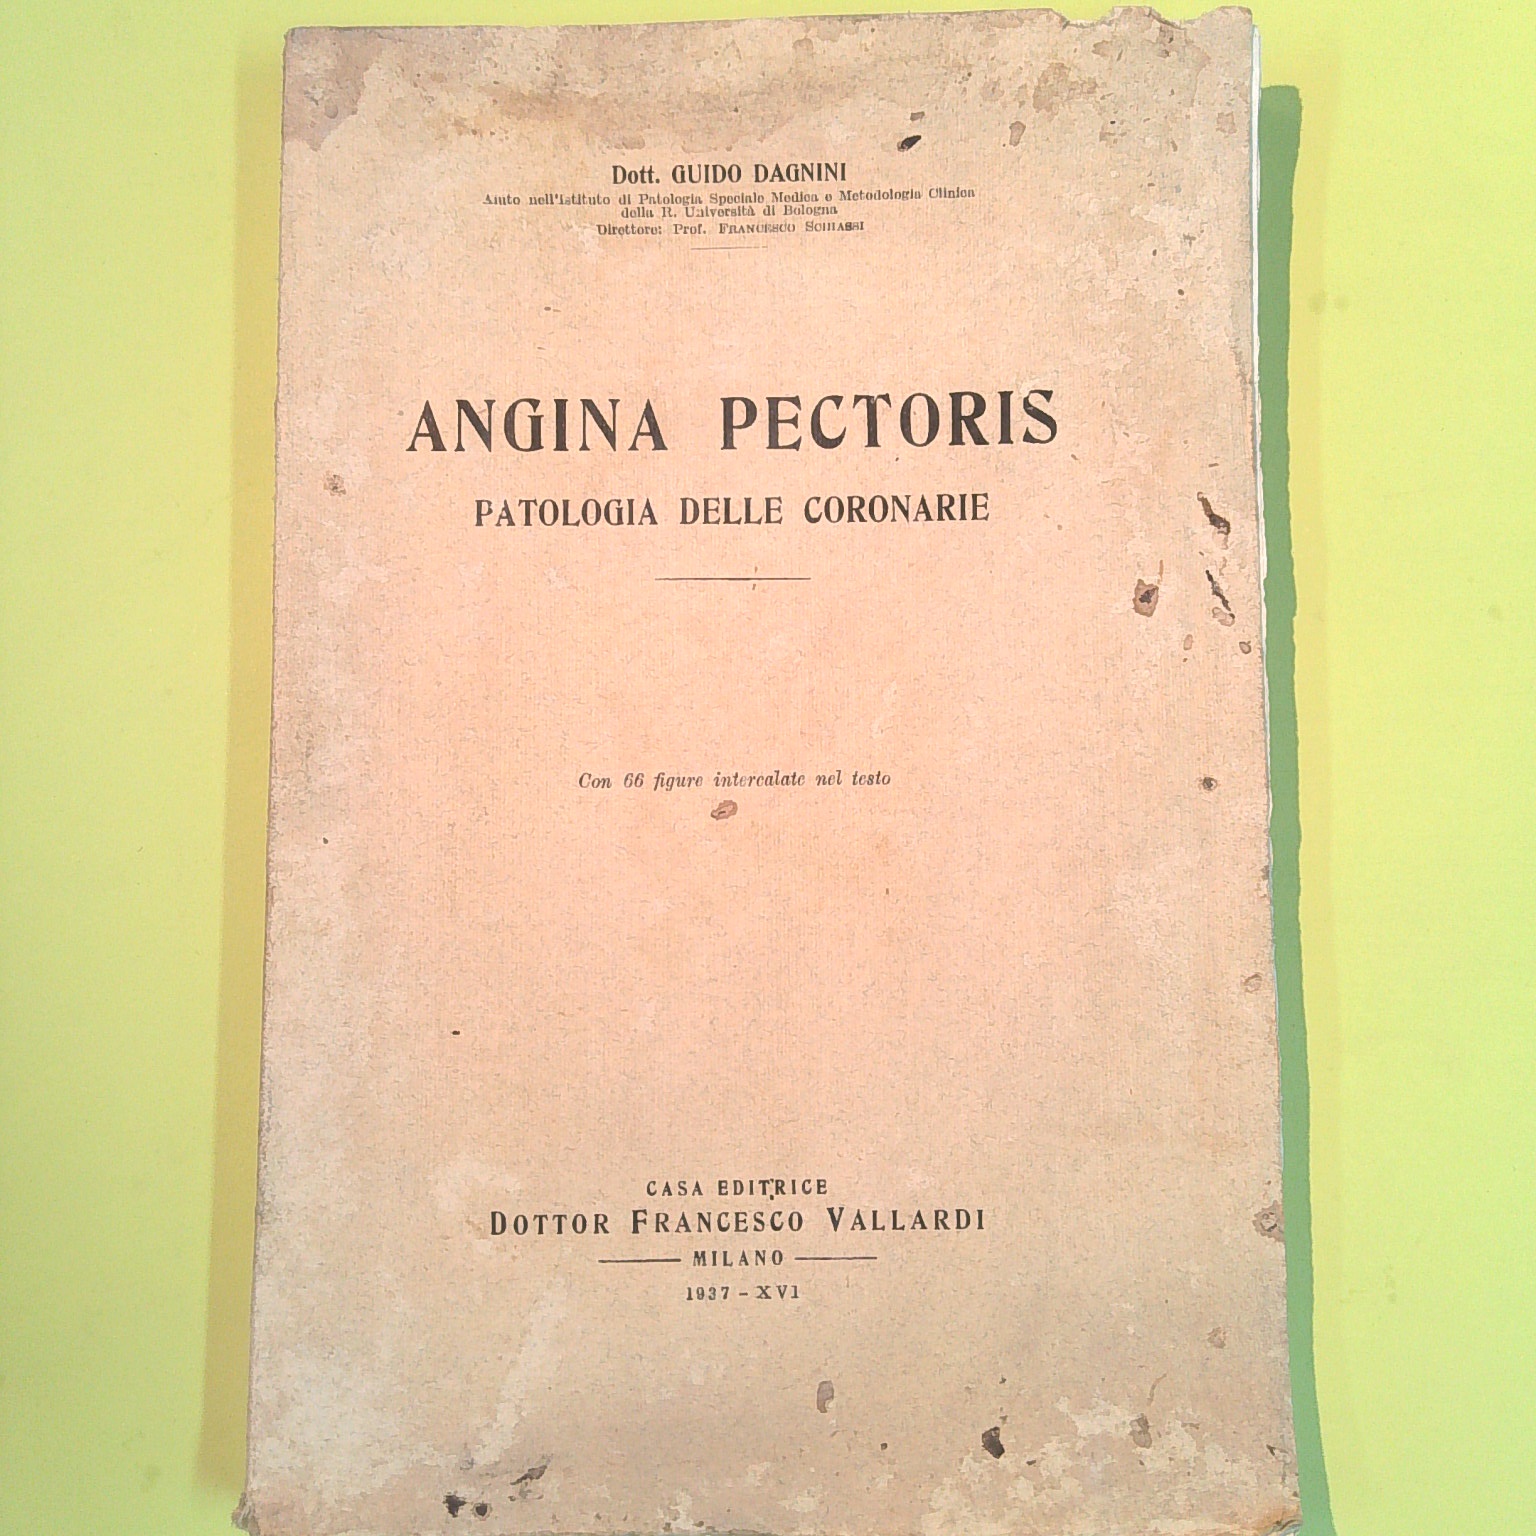 Dott. GUIDO DAGNINI
Aiuto nell'Istituto di Patologia Speciale Medica e Metodologia Clinica
della R. Università di Bologna
Direttore: Prof. FRANCESCO SCHIASSI
ANGINA PECTORIS
PATOLOGIA DELLE CORONARIE
Con 66 figure intercalate nel testo
CASA EDITRICE
DOTTOR FRANCESCO VALLARDI
MILANO
1937 - XVI